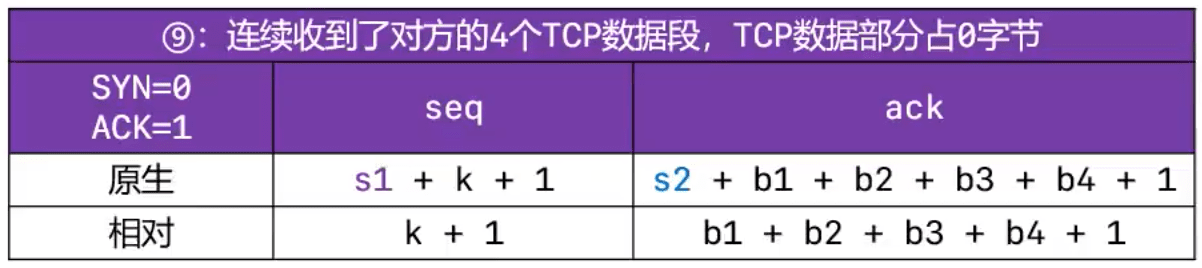 ⑨：连续收到了对方的4个TCP数据段，TCP数据部分占0字节
SYN=0
ACK=1
seq
ack
原生
s1 + k + 1
s2 + b1 + b2 + b3 + b4 + 1
相对
k + 1
b1 + b2 + b3 + b4 + 1